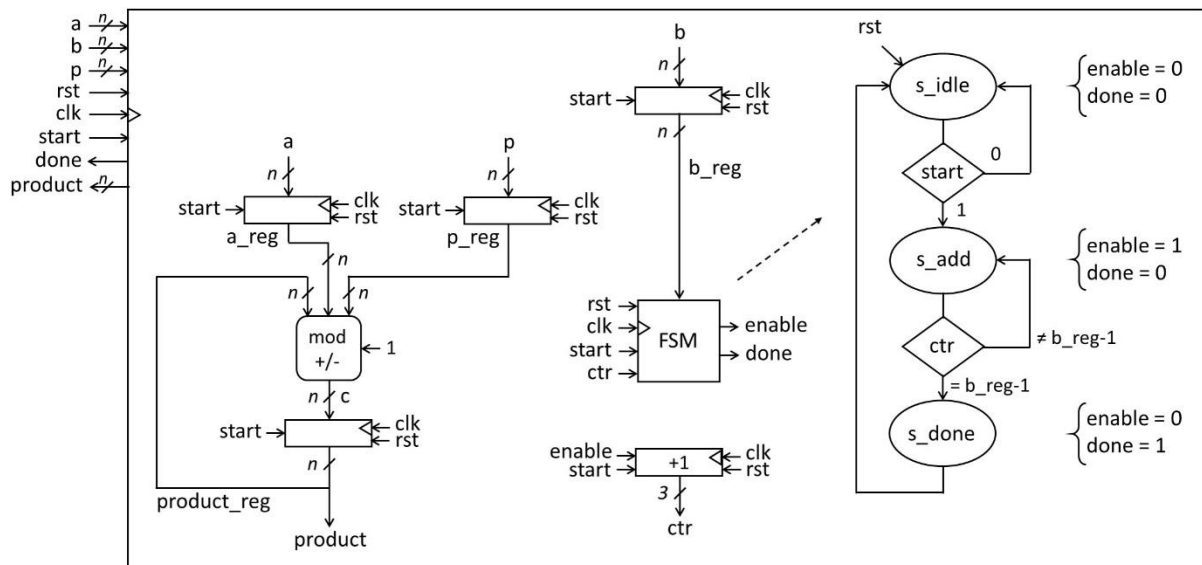 a n
b n
p n
rst
clk
start
done
product n
a
n
start
clk
rst
a_reg
n
p
n
start
clk
rst
p_reg
n
n
mod
+/-
1
n c
start
clk
rst
n
product_reg
product
b
n
start
clk
rst
n
b_reg
rst
clk
start
ctr
FSM
enable
done
enable
start
+1
clk
rst
3
ctr
rst
s_idle
enable = 0
done = 0
start
0
1
s_add
enable = 1
done = 0
ctr
≠ b_reg-1
= b_reg-1
s_done
enable = 0
done = 1